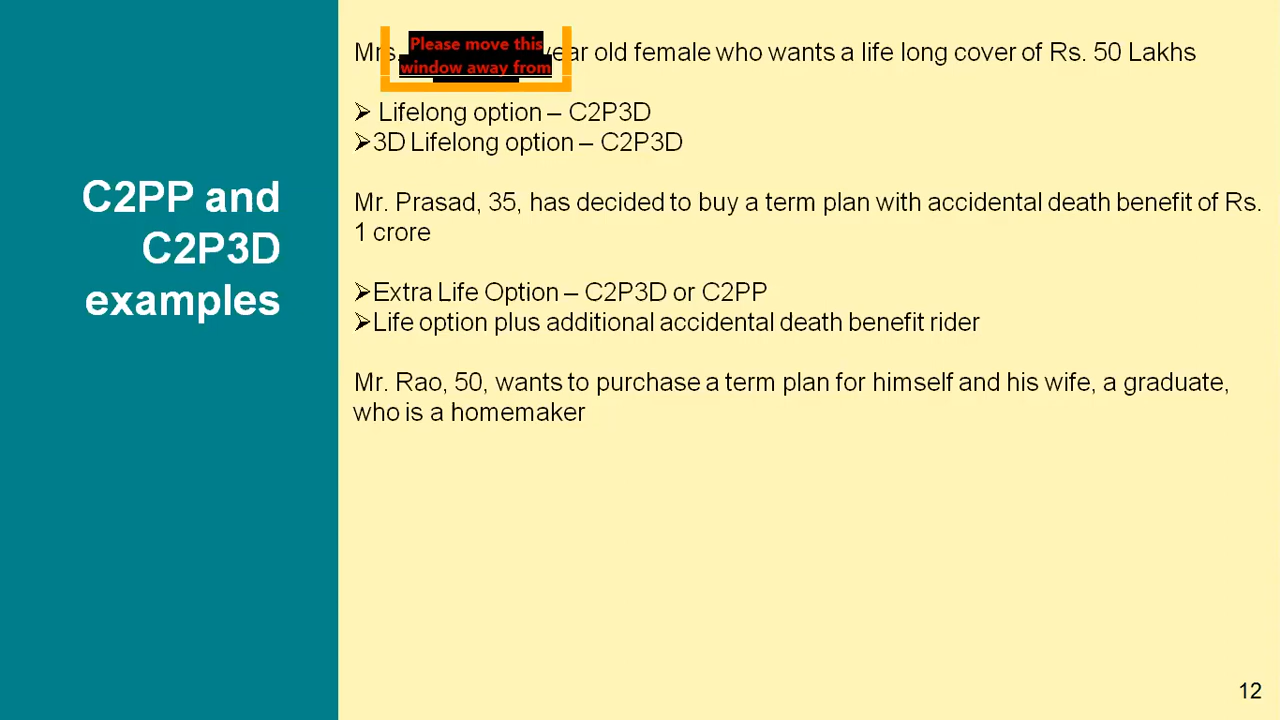 C2PP and
C2P3D
examples
Mrs. year old female who wants a life long cover of Rs. 50 Lakhs
Please move this
window away from
➢ Lifelong option – C2P3D
➢3D Lifelong option – C2P3D
Mr. Prasad, 35, has decided to buy a term plan with accidental death benefit of Rs.
1 crore
➢Extra Life Option – C2P3D or C2PP
➢Life option plus additional accidental death benefit rider
Mr. Rao, 50, wants to purchase a term plan for himself and his wife, a graduate,
who is a homemaker
12